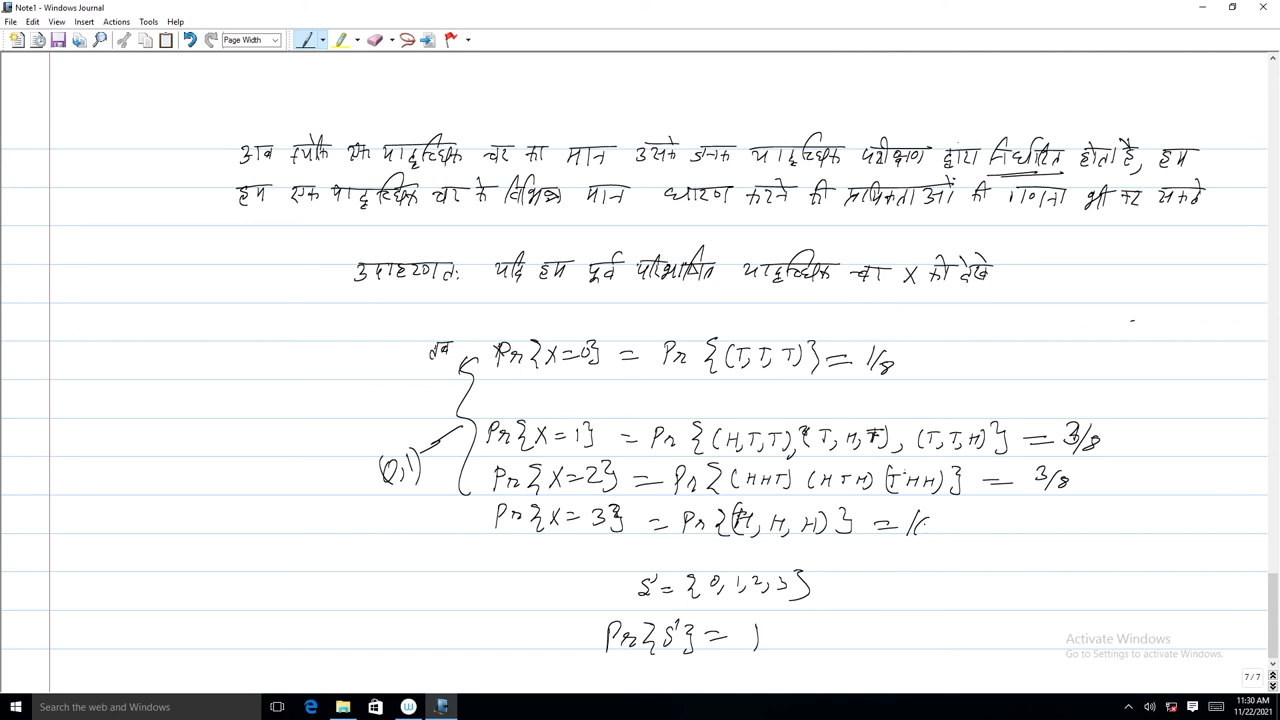 Note1 - Windows Journal
File Edit View Insert Actions Tools Help
Page Width
अब क्योंकि एक यादृच्छिक चर का मान उसके जनक यादृच्छिक परीक्षण द्वारा निर्धारित होता है, हम
हम एक यादृच्छिक चर के विभिन्न मान धारण करने की प्रायिकताओं की गणना भी कर सकते
उदाहरणतः यदि हम पूर्व परिभाषित यादृच्छिक चर X को देखे
तब Pr{X=0} = Pr {(T, T, T)} = 1/8
Pr{X=1} = Pr{(H,T,T),(T,H,T), (T,T,H)} = 3/8
(0,1) Pr{X=2} = Pr{(HHT) (HTH) (THH)} = 3/8
Pr{X=3} = Pr{(H, H, H)} =
S' = {0, 1, 2, 3}
Pr{S'} = 1
Activate Windows
Go to Settings to activate Windows.
7/7
Search the web and Windows
11:30 AM
11/22/2021